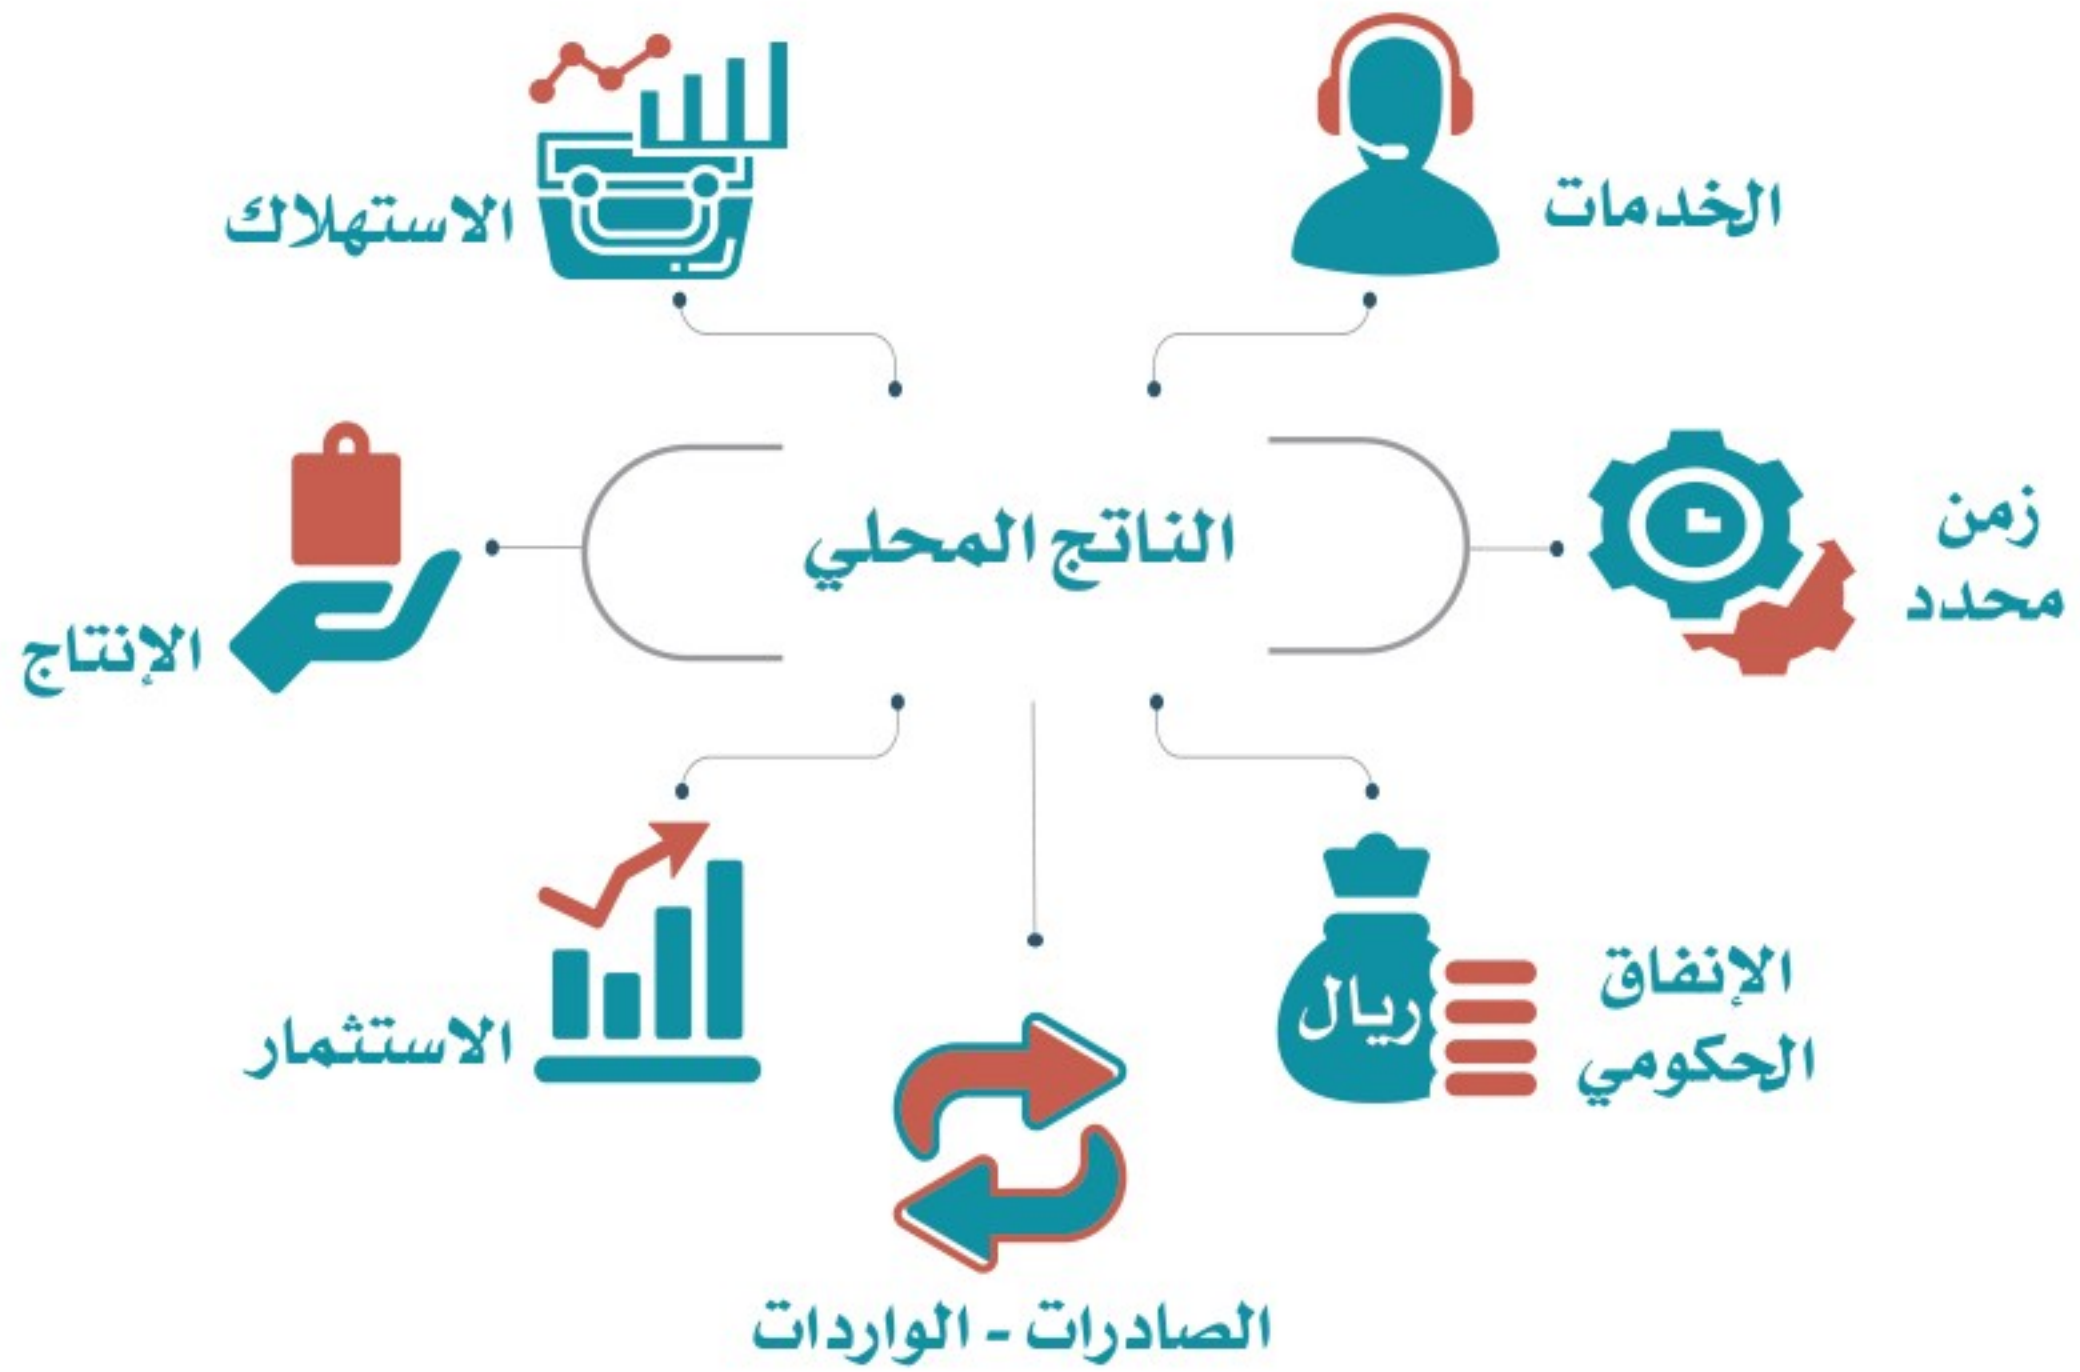 الخدمات
الاستهلاك
زمن
محدد
الناتج المحلي
الإنتاج
الإنفاق
الحكومي
ريال
الاستثمار
الصادرات - الواردات